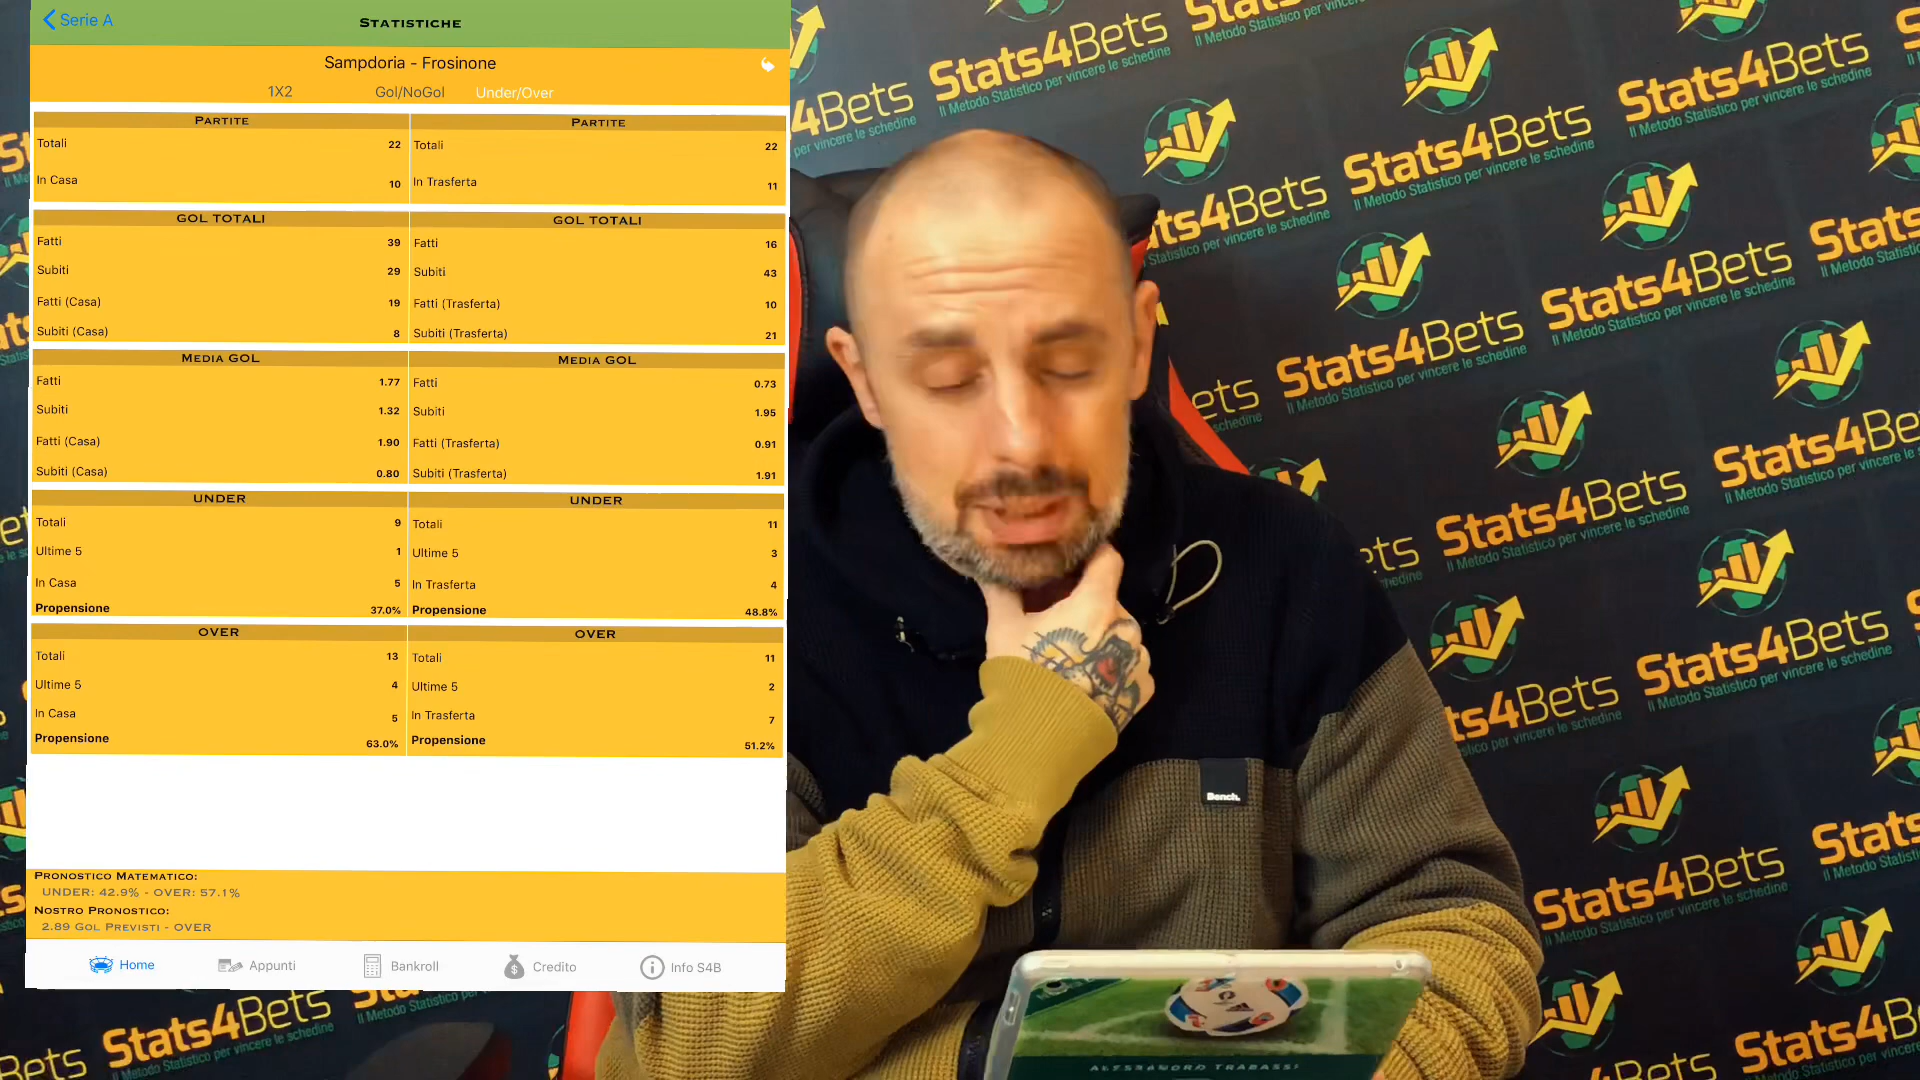 Serie A
STATISTICHE
Sampdoria - Frosinone
1X2 Gol/NoGol Under/Over
PARTITE PARTITE
Totali 22 Totali 22
In Casa 10 In Trasferta 11
GOL TOTALI GOL TOTALI
Fatti 39 Fatti 16
Subiti 29 Subiti 43
Fatti (Casa) 19 Fatti (Trasferta) 10
Subiti (Casa) 8 Subiti (Trasferta) 21
MEDIA GOL MEDIA GOL
Fatti 1.77 Fatti 0.73
Subiti 1.32 Subiti 1.95
Fatti (Casa) 1.90 Fatti (Trasferta) 0.91
Subiti (Casa) 0.80 Subiti (Trasferta) 1.91
UNDER UNDER
Totali 9 Totali 11
Ultime 5 1 Ultime 5 3
In Casa 5 In Trasferta 4
Propensione 37.0% Propensione 48.8%
OVER OVER
Totali 13 Totali 11
Ultime 5 4 Ultime 5 2
In Casa 5 In Trasferta 7
Propensione 63.0% Propensione 51.2%
PRONOSTICO MATEMATICO:
UNDER: 42.9% - OVER: 57.1%
NOSTRO PRONOSTICO:
2.89 GOL PREVISTI - OVER
Home Appunti Bankroll Credito Info S4B
Stats4Bets
Il Metodo Statistico per vincere le schedine
Bench.
ALESSANDRO TRABASSI